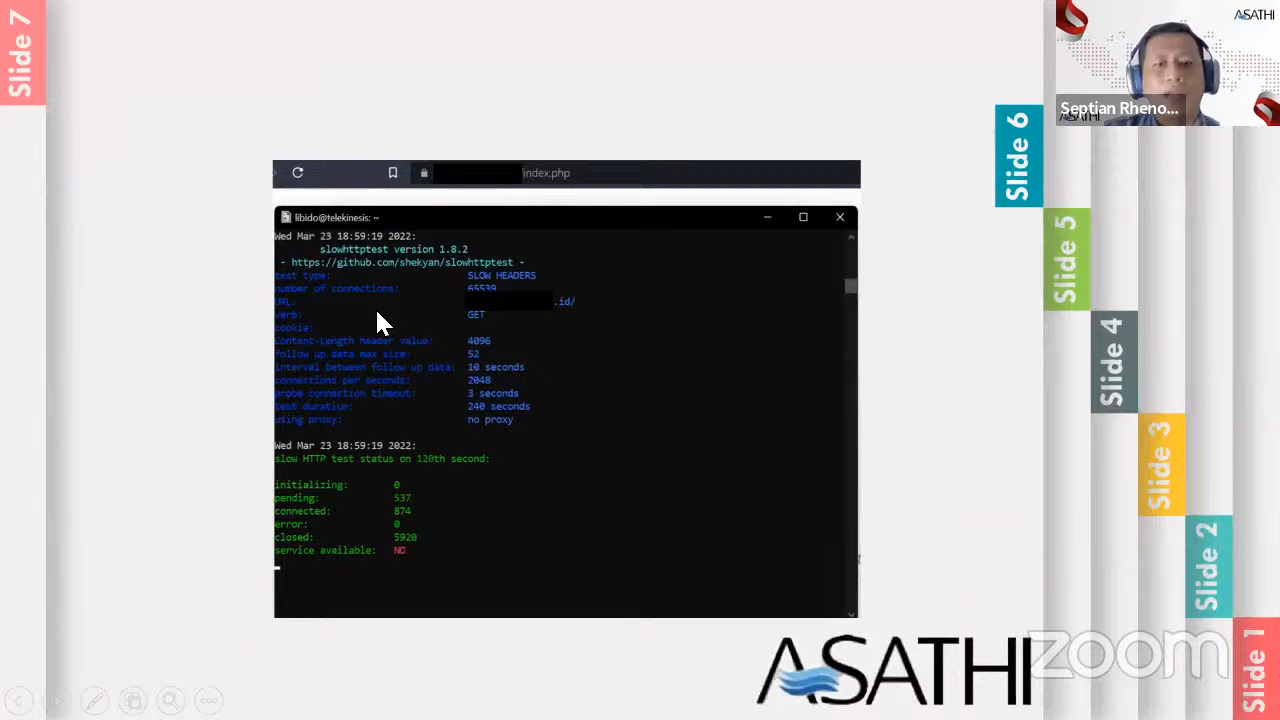 Slide 7
ASATHI
Septian Rheno...
ASATHI
Slide 6
Slide 5
Slide 4
Slide 3
Slide 2
Slide 1
/index.php
libido@telekinesis: ~
Wed Mar 23 18:59:19 2022:
slowhttptest version 1.8.2
- https://github.com/shekyan/slowhttptest -
test type: SLOW HEADERS
number of connections: 65539
URL: .id/
verb: GET
cookie:
Content-Length header value: 4096
follow up data max size: 52
interval between follow up data: 10 seconds
connections per seconds: 2048
probe connection timeout: 3 seconds
test duration: 240 seconds
using proxy: no proxy
Wed Mar 23 18:59:19 2022:
slow HTTP test status on 120th second:
initializing: 0
pending: 537
connected: 874
error: 0
closed: 5920
service available: NO
ASATHI
zoom